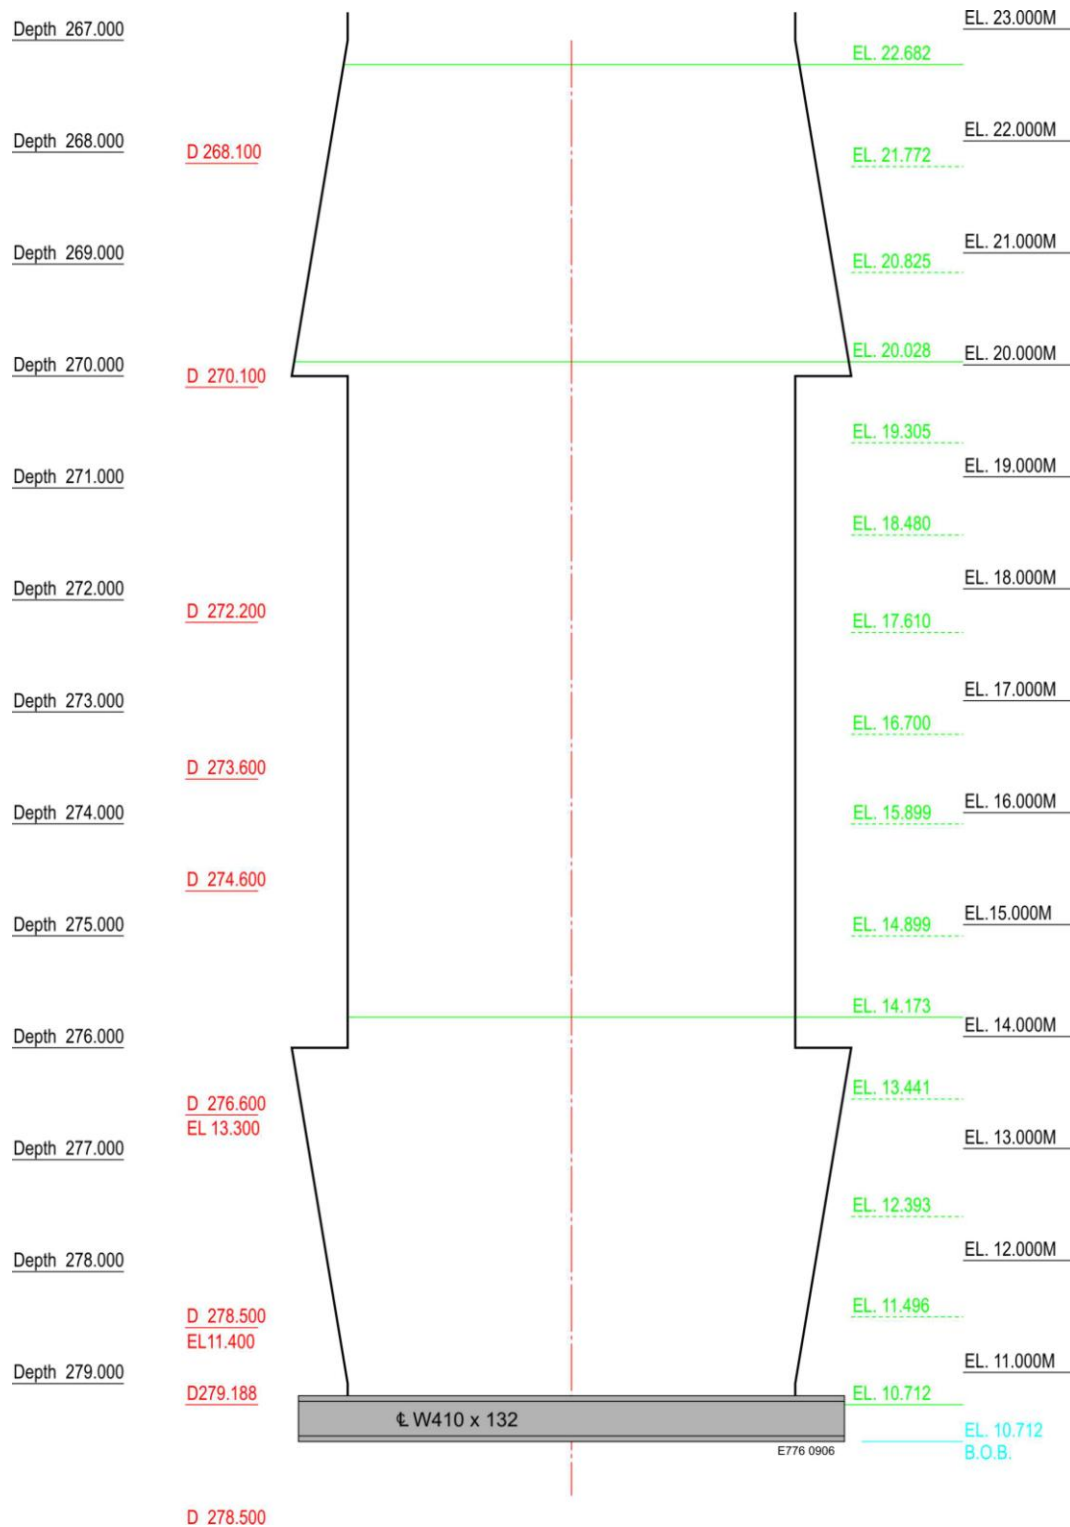 EL. 23.000M
Depth 267.000
EL. 22.682
EL. 22.000M
Depth 268.000
D 268.100
EL. 21.772
EL. 21.000M
Depth 269.000
EL. 20.825
EL. 20.028
EL. 20.000M
Depth 270.000
D 270.100
EL. 19.305
EL. 19.000M
Depth 271.000
EL. 18.480
EL. 18.000M
Depth 272.000
D 272.200
EL. 17.610
EL. 17.000M
Depth 273.000
EL. 16.700
D 273.600
EL. 16.000M
Depth 274.000
EL. 15.899
D 274.600
EL.15.000M
Depth 275.000
EL. 14.899
EL. 14.173
EL. 14.000M
Depth 276.000
EL. 13.441
D 276.600
EL 13.300
EL. 13.000M
Depth 277.000
EL. 12.393
EL. 12.000M
Depth 278.000
EL. 11.496
D 278.500
EL11.400
EL. 11.000M
Depth 279.000
D279.188
EL. 10.712
℄ W410 x 132
EL. 10.712
B.O.B.
E776 0906
D 278.500